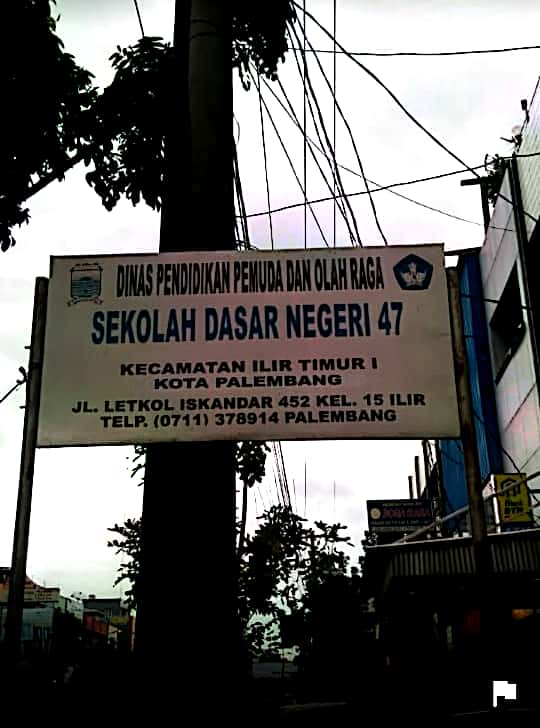 DINAS PENDIDIKAN PEMUDA DAN OLAH RAGA
SEKOLAH DASAR NEGERI 47
KECAMATAN ILIR TIMUR I
KOTA PALEMBANG
JL. LETKOL ISKANDAR 452 KEL. 15 ILIR
TELP. (0711) 378914 PALEMBANG